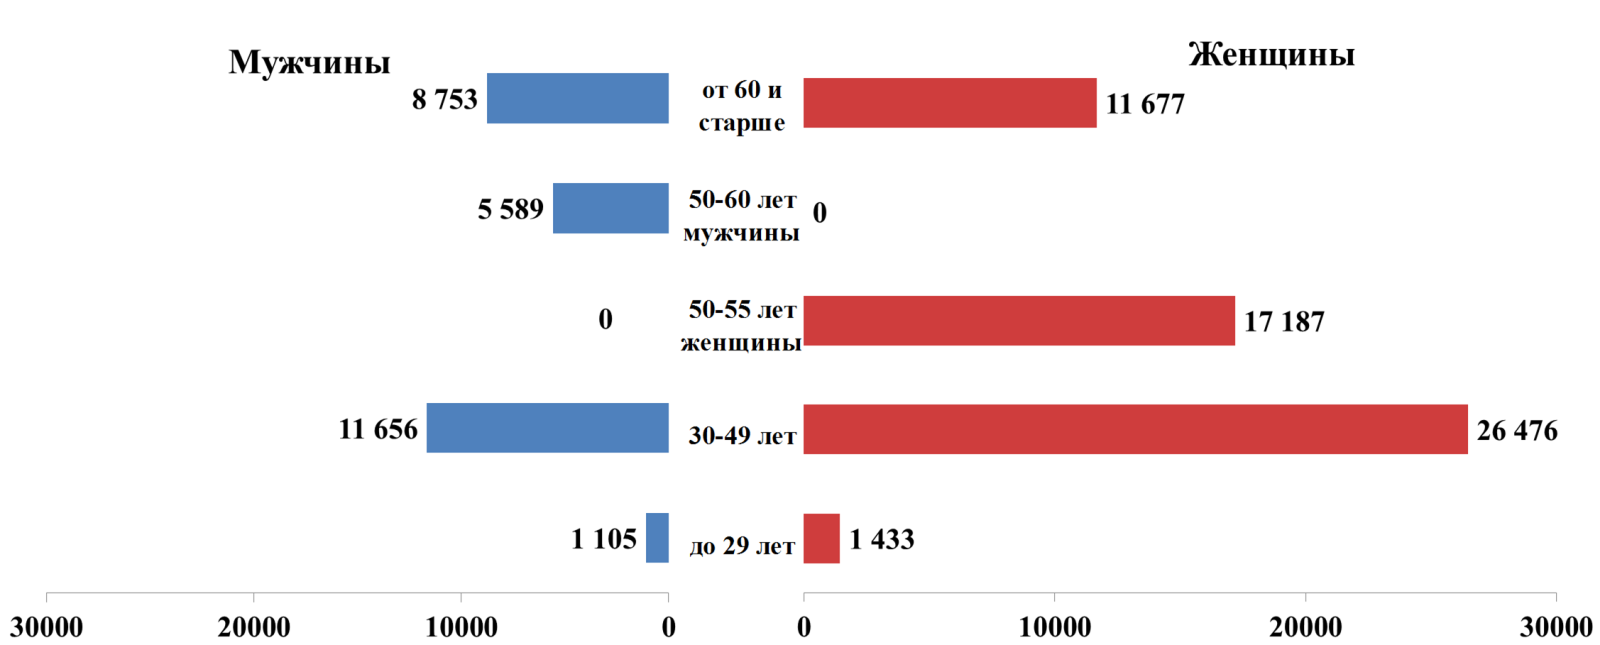 Мужчины
Женщины
8 753
от 60 и
старше
11 677
5 589
50-60 лет
мужчины
0
0
50-55 лет
женщины
17 187
11 656
30-49 лет
26 476
1 105
до 29 лет
1 433
30000 20000 10000 0 0 10000 20000 30000